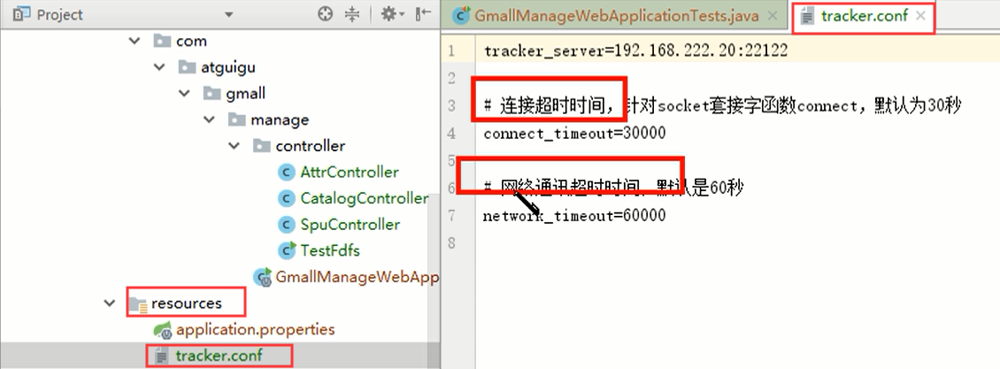 Project
com
atguigu
gmall
manage
controller
AttrController
CatalogController
SpuController
TestFdfs
GmallManageWebApp
resources
application.properties
tracker.conf
GmallManageWebApplicationTests.java
tracker.conf
1 tracker_server=192.168.222.20:22122
2
3 # 连接超时时间，针对socket套接字函数connect，默认为30秒
4 connect_timeout=30000
5
6 # 网络通讯超时时间，默认是60秒
7 network_timeout=60000
8